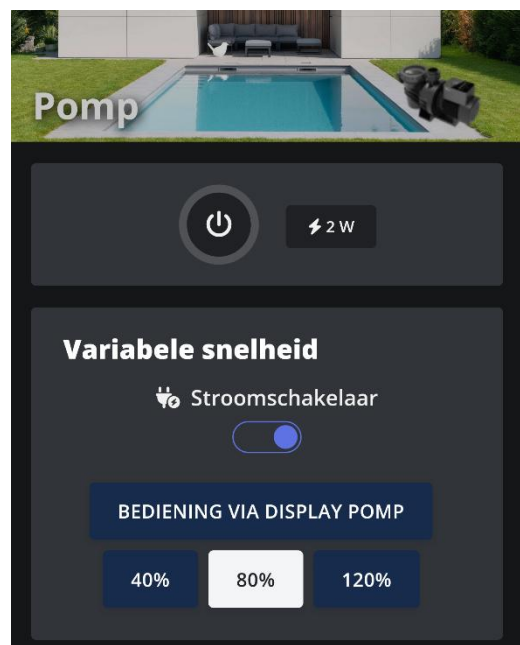 Pomp
2 W
Variabele snelheid
Stroomschakelaar
BEDIENING VIA DISPLAY POMP
40% 80% 120%